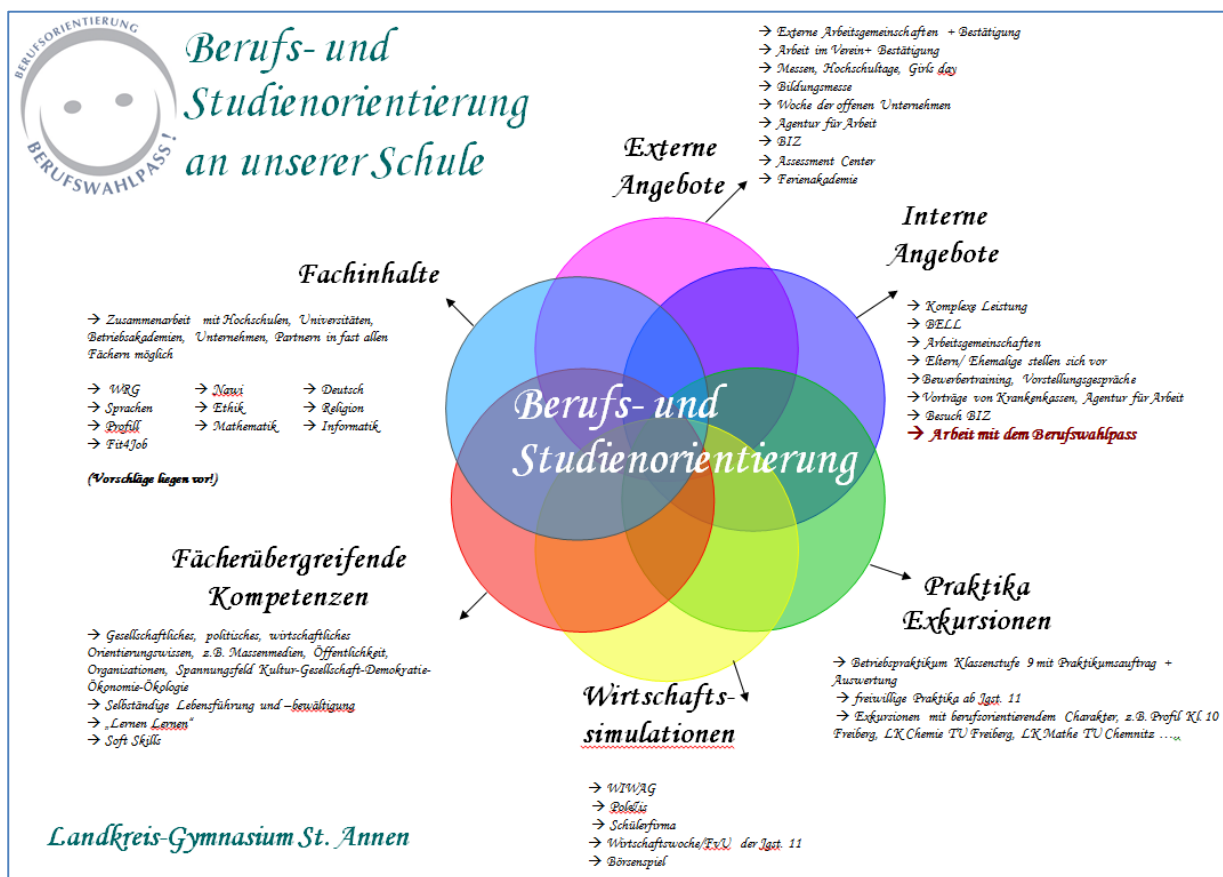 BERUFSORIENTIERUNG
BERUFSWAHLPASS!
Berufs- und
Studienorientierung
an unserer Schule
→ Externe Arbeitsgemeinschaften + Bestätigung
→ Arbeit im Verein+ Bestätigung
→ Messen, Hochschultage, Girls day
→ Bildungsmesse
→ Woche der offenen Unternehmen
→ Agentur für Arbeit
→ BIZ
→ Assessment Center
→ Ferienakademie
Externe
Angebote
Interne
Angebote
→ Komplexe Leistung
→ BELL
→ Arbeitsgemeinschaften
→ Eltern/ Ehemalige stellen sich vor
→Bewerbertraining, Vorstellungsgespräche
→Vorträge von Krankenkassen, Agentur für Arbeit
→ Besuch BIZ
→ Arbeit mit dem Berufswahlpass
Fachinhalte
→ Zusammenarbeit mit Hochschulen, Universitäten,
Betriebsakademien, Unternehmen, Partnern in fast allen
Fächern möglich
→ WRG → Nawi → Deutsch
→ Sprachen → Ethik → Religion
→ Profill → Mathematik → Informatik
→ Fit4Job
(Vorschläge liegen vor!)
Berufs- und
Studienorientierung
Fächerübergreifende
Kompetenzen
→ Gesellschaftliches, politisches, wirtschaftliches
Orientierungswissen, z.B. Massenmedien, Öffentlichkeit,
Organisationen, Spannungsfeld Kultur-Gesellschaft-Demokratie-
Ökonomie-Ökologie
→ Selbständige Lebensführung und –bewältigung
→ „Lernen Lernen“
→ Soft Skills
Praktika
Exkursionen
→ Betriebspraktikum Klassenstufe 9 mit Praktikumsauftrag +
Auswertung
→ freiwillige Praktika ab Jgst. 11
→ Exkursionen mit berufsorientierendem Charakter, z.B. Profil Kl. 10
Freiberg, LK Chemie TU Freiberg, LK Mathe TU Chemnitz ….
Wirtschafts-
simulationen
→ WIWAG
→ Schülerfirma
→ Wirtschaftswoche/FvU der Jgst. 11
→ Börsenspiel
Landkreis-Gymnasium St. Annen